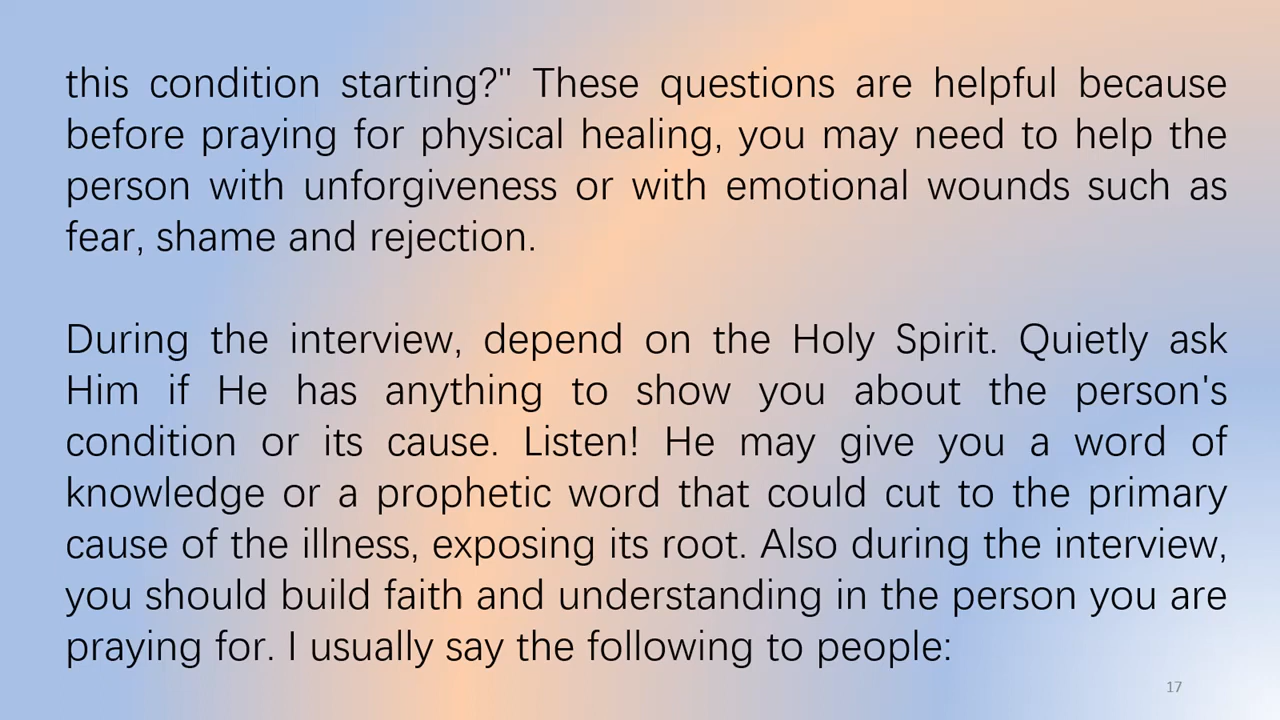 this condition starting?" These questions are helpful because
before praying for physical healing, you may need to help the
person with unforgiveness or with emotional wounds such as
fear, shame and rejection.
During the interview, depend on the Holy Spirit. Quietly ask
Him if He has anything to show you about the person's
condition or its cause. Listen! He may give you a word of
knowledge or a prophetic word that could cut to the primary
cause of the illness, exposing its root. Also during the interview,
you should build faith and understanding in the person you are
praying for. I usually say the following to people:
17